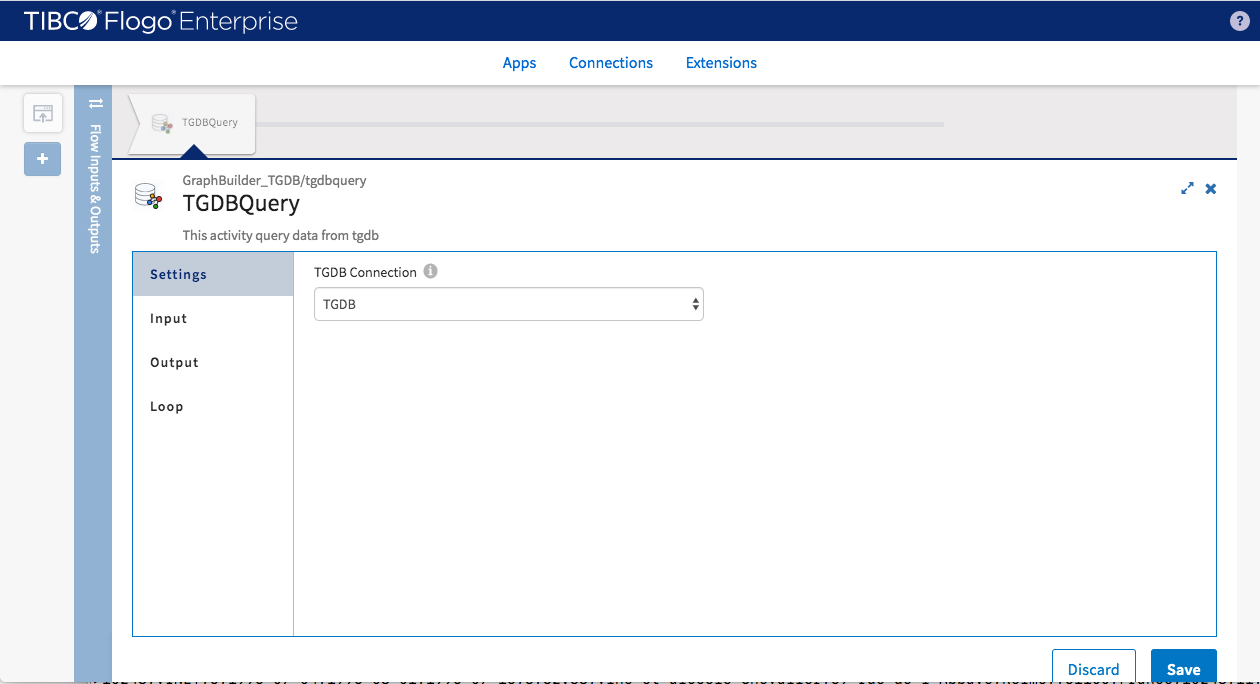 TIBCO® Flogo® Enterprise
?
Apps Connections Extensions
Flow Inputs & Outputs
TGDBQuery
GraphBuilder_TGDB/tgdbquery
TGDBQuery
This activity query data from tgdb
Settings
Input
Output
Loop
TGDB Connection
TGDB
Discard Save